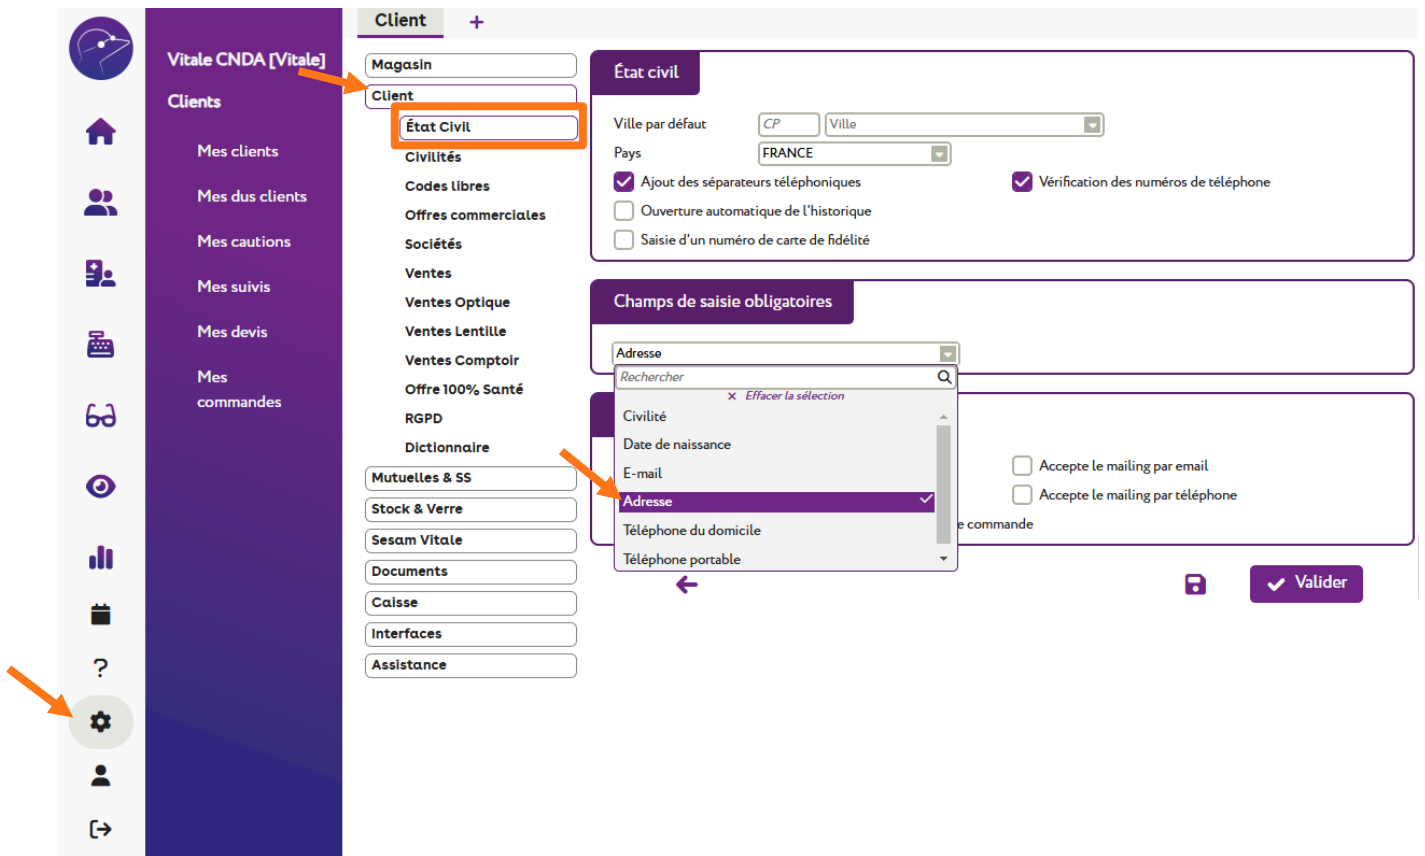 Client +
Vitale CNDA [Vitale]
Clients
Mes clients
Mes dus clients
Mes cautions
Mes suivis
Mes devis
Mes
commandes
?
Magasin
Client
État Civil
Civilités
Codes libres
Offres commerciales
Sociétés
Ventes
Ventes Optique
Ventes Lentille
Ventes Comptoir
Offre 100% Santé
RGPD
Dictionnaire
Mutuelles & SS
Stock & Verre
Sesam Vitale
Documents
Caisse
Interfaces
Assistance
État civil
Ville par défaut CP Ville
Pays FRANCE
Ajout des séparateurs téléphoniques Vérification des numéros de téléphone
Ouverture automatique de l'historique
Saisie d'un numéro de carte de fidélité
Champs de saisie obligatoires
Adresse
Rechercher
× Effacer la sélection
Civilité
Date de naissance
E-mail
Adresse
Téléphone du domicile
Téléphone portable
Accepte le mailing par email
Accepte le mailing par téléphone
e commande
Valider